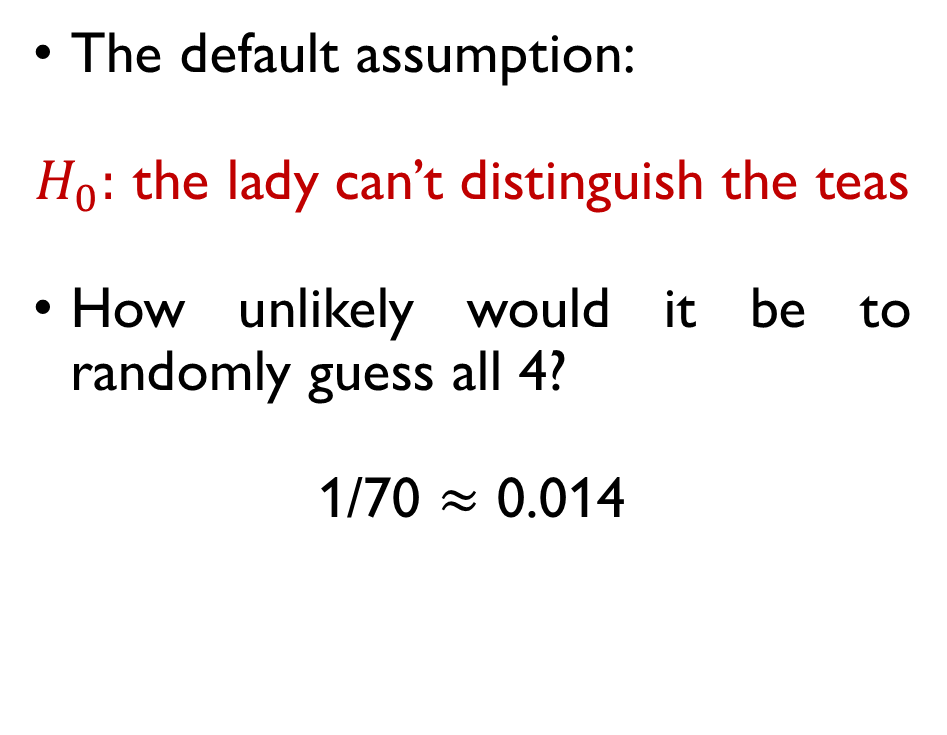 • The default assumption:
H₀: the lady can’t distinguish the teas
• How unlikely would it be to
randomly guess all 4?
1/70 ≈ 0.014